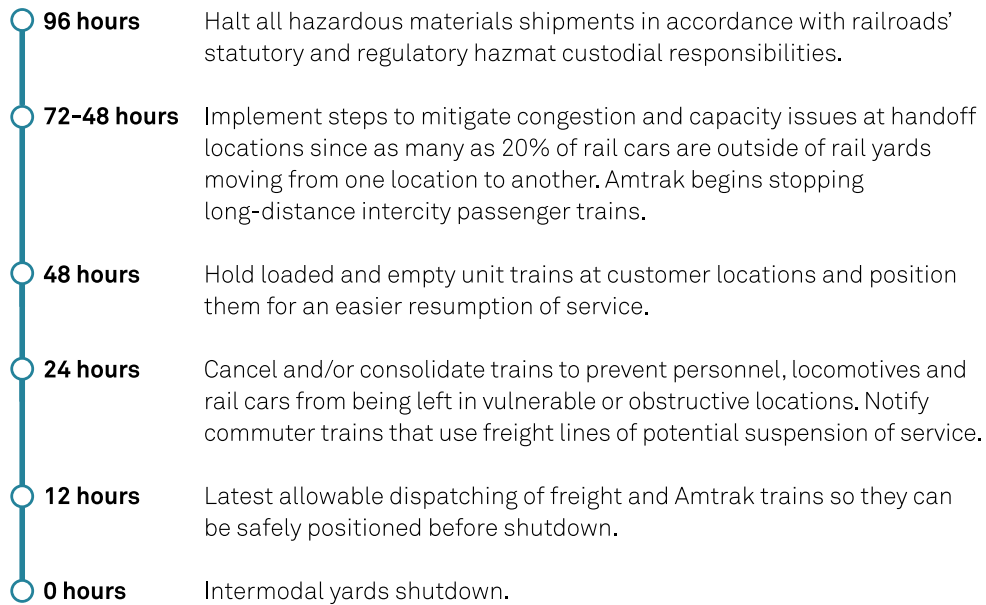 96 hours Halt all hazardous materials shipments in accordance with railroads’
statutory and regulatory hazmat custodial responsibilities.
72-48 hours Implement steps to mitigate congestion and capacity issues at handoff
locations since as many as 20% of rail cars are outside of rail yards
moving from one location to another. Amtrak begins stopping
long-distance intercity passenger trains.
48 hours Hold loaded and empty unit trains at customer locations and position
them for an easier resumption of service.
24 hours Cancel and/or consolidate trains to prevent personnel, locomotives and
rail cars from being left in vulnerable or obstructive locations. Notify
commuter trains that use freight lines of potential suspension of service.
12 hours Latest allowable dispatching of freight and Amtrak trains so they can
be safely positioned before shutdown.
0 hours Intermodal yards shutdown.